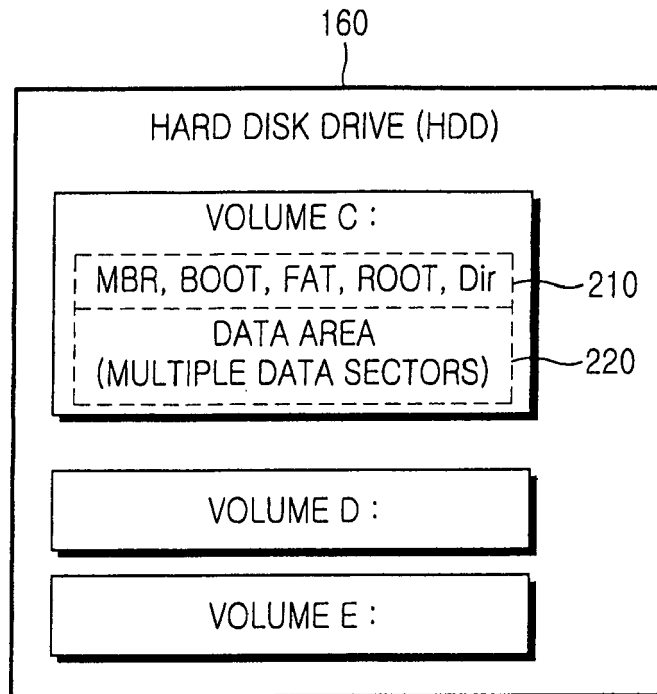 160
HARD DISK DRIVE (HDD)
VOLUME C :
MBR, BOOT, FAT, ROOT, Dir
210
DATA AREA
(MULTIPLE DATA SECTORS)
220
VOLUME D :
VOLUME E :